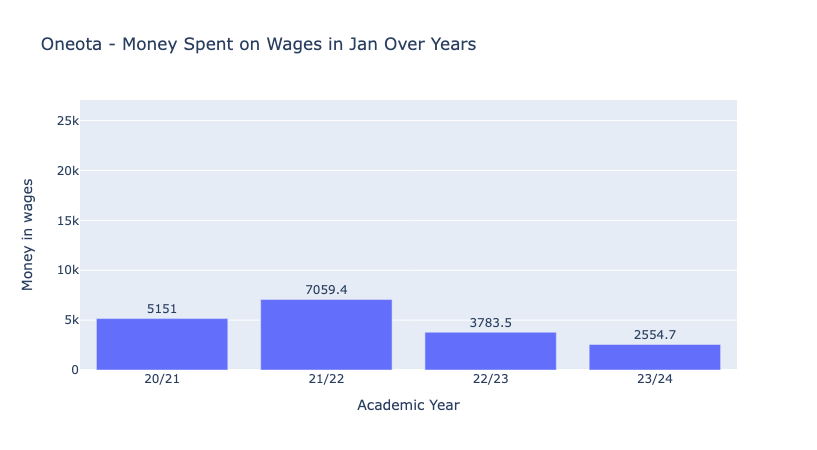 Oneota - Money Spent on Wages in Jan Over Years
Money in wages
25k
20k
15k
10k
5k
0
5151
7059.4
3783.5
2554.7
20/21
21/22
22/23
23/24
Academic Year